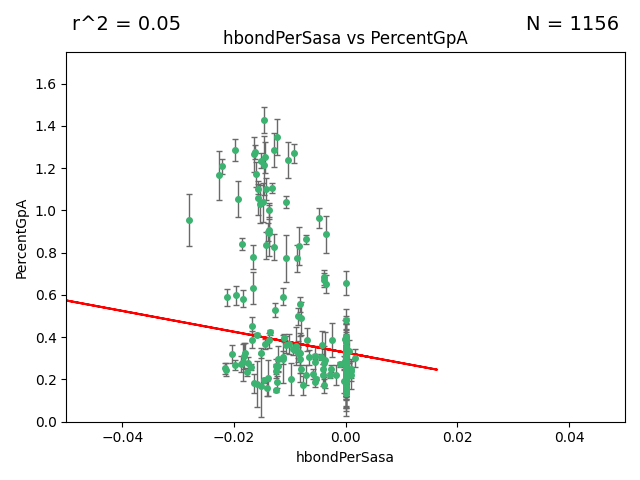 r^2 = 0.05
N = 1156
hbondPerSasa vs PercentGpA
1.6
1.4
1.2
1.0
0.8
0.6
0.4
0.2
0.0
PercentGpA
−0.04
−0.02
0.00
0.02
0.04
hbondPerSasa